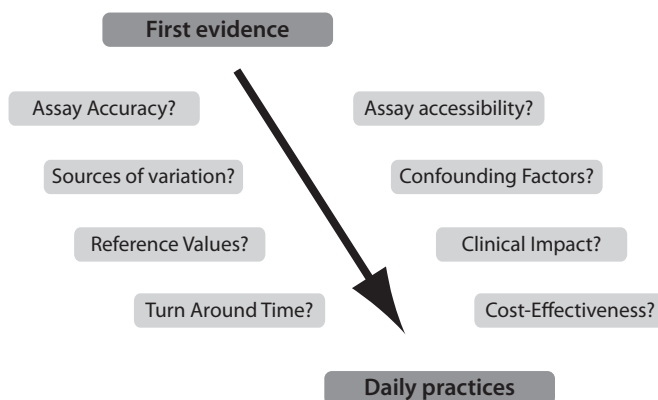 First evidence
Assay Accuracy?
Assay accessibility?
Sources of variation?
Confounding Factors?
Reference Values?
Clinical Impact?
Turn Around Time?
Cost-Effectiveness?
Daily practices